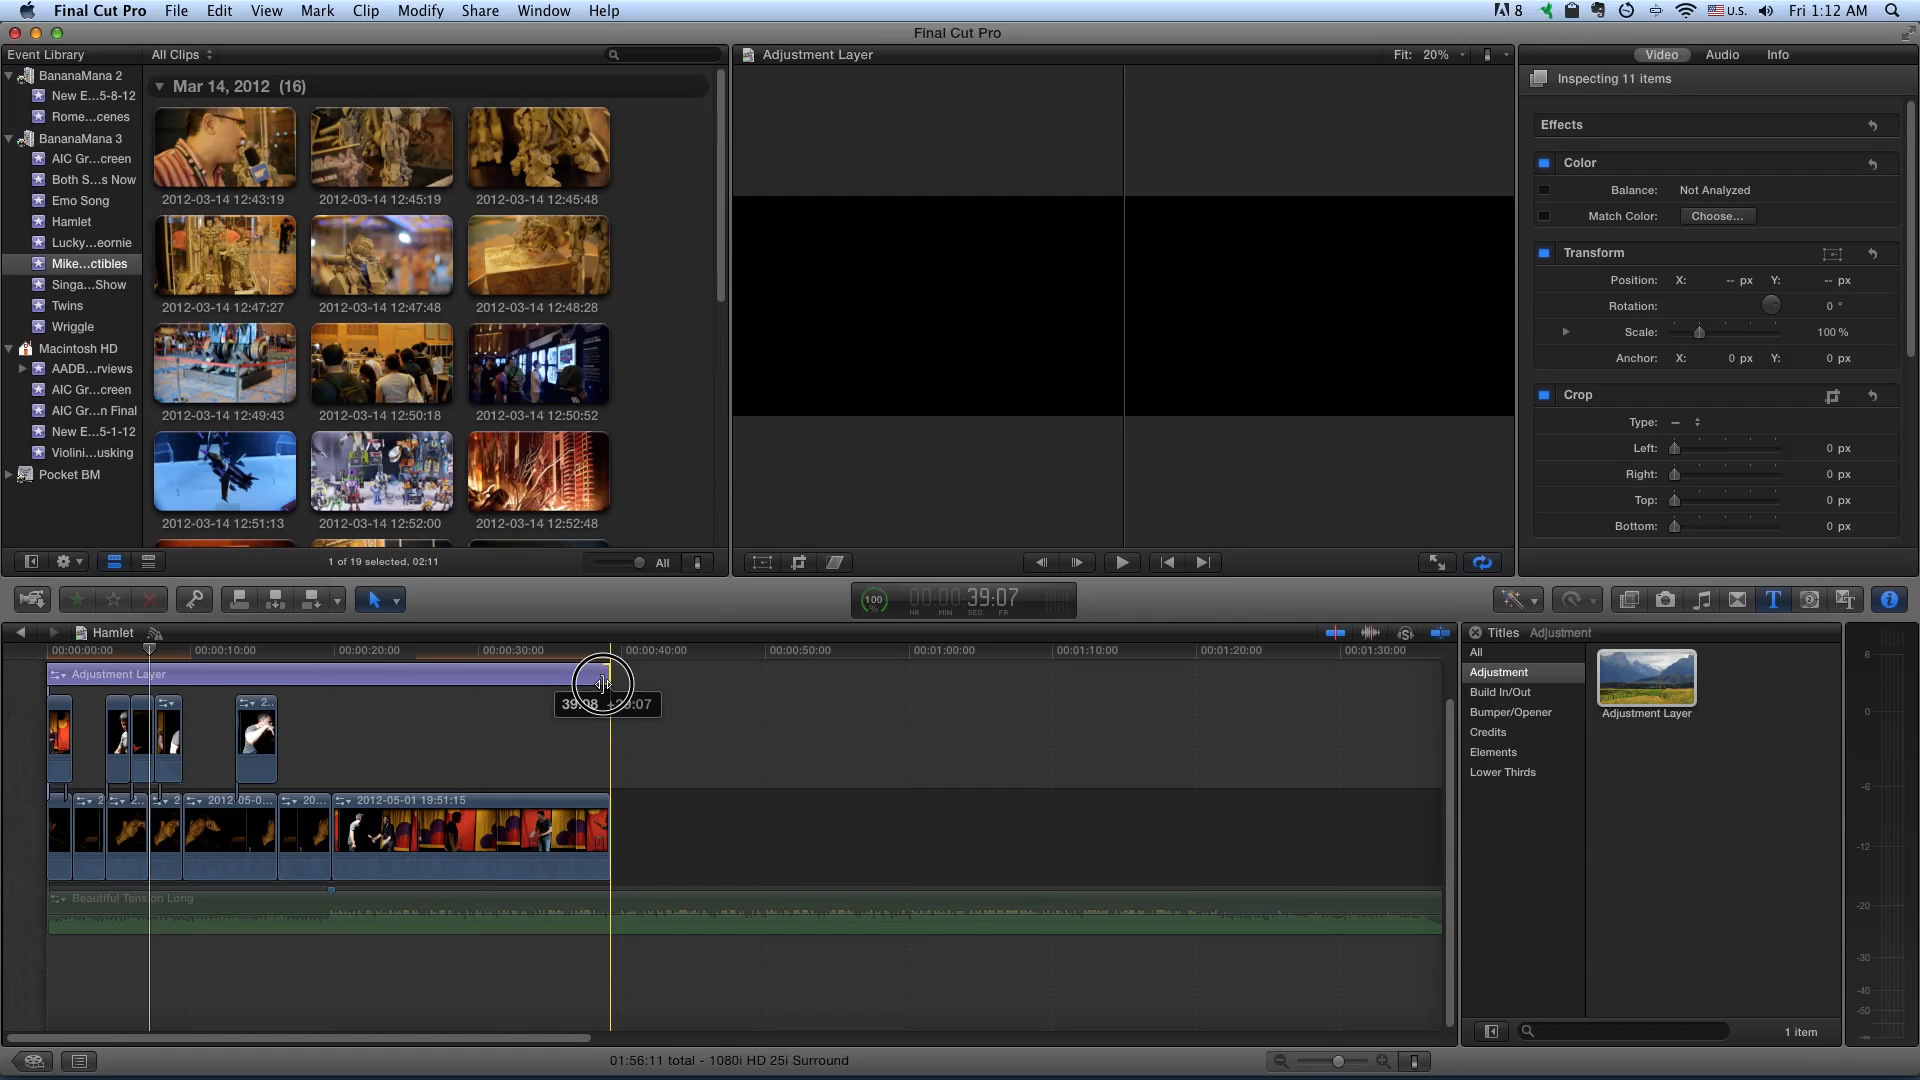 Final Cut Pro File Edit View Mark Clip Modify Share Window Help
8 U.S. Fri 1:12 AM
Final Cut Pro
Event Library
All Clips
Adjustment Layer
Fit: 20%
Video Audio Info
BananaMana 2
New E...5-8-12
Rome...cenes
BananaMana 3
AIC Gr...creen
Both S...s Now
Emo Song
Hamlet
Lucky...eornie
Mike...ctibles
Singa...Show
Twins
Wriggle
Macintosh HD
AADB...rviews
AIC Gr...creen
AIC Gr...n Final
New E...5-1-12
Violini...usking
Pocket BM
Mar 14, 2012 (16)
2012-03-14 12:43:19
2012-03-14 12:45:19
2012-03-14 12:45:48
2012-03-14 12:47:27
2012-03-14 12:47:48
2012-03-14 12:48:28
2012-03-14 12:49:43
2012-03-14 12:50:18
2012-03-14 12:50:52
2012-03-14 12:51:13
2012-03-14 12:52:00
2012-03-14 12:52:48
1 of 19 selected, 02:11
All
Inspecting 11 items
Effects
Color
Balance: Not Analyzed
Match Color: Choose...
Transform
Position: X: -- px Y: -- px
Rotation: 0 °
Scale: 100 %
Anchor: X: 0 px Y: 0 px
Crop
Type: –
Left: 0 px
Right: 0 px
Top: 0 px
Bottom: 0 px
100 %
00:00:39:07
HR MIN SEC FR
Hamlet
00:00:00:00
00:00:10:00
00:00:20:00
00:00:30:00
00:00:40:00
00:00:50:00
00:01:00:00
00:01:10:00
00:01:20:00
00:01:30:00
Adjustment Layer
2..
2
2..
2
2012-05-0...
20...
2012-05-01 19:51:15
Beautiful Tension Long
01:56:11 total - 1080i HD 25i Surround
Titles Adjustment
All
Adjustment
Build In/Out
Bumper/Opener
Credits
Elements
Lower Thirds
Adjustment Layer
1 item
6
0
-6
-12
-20
-30
-40
-50